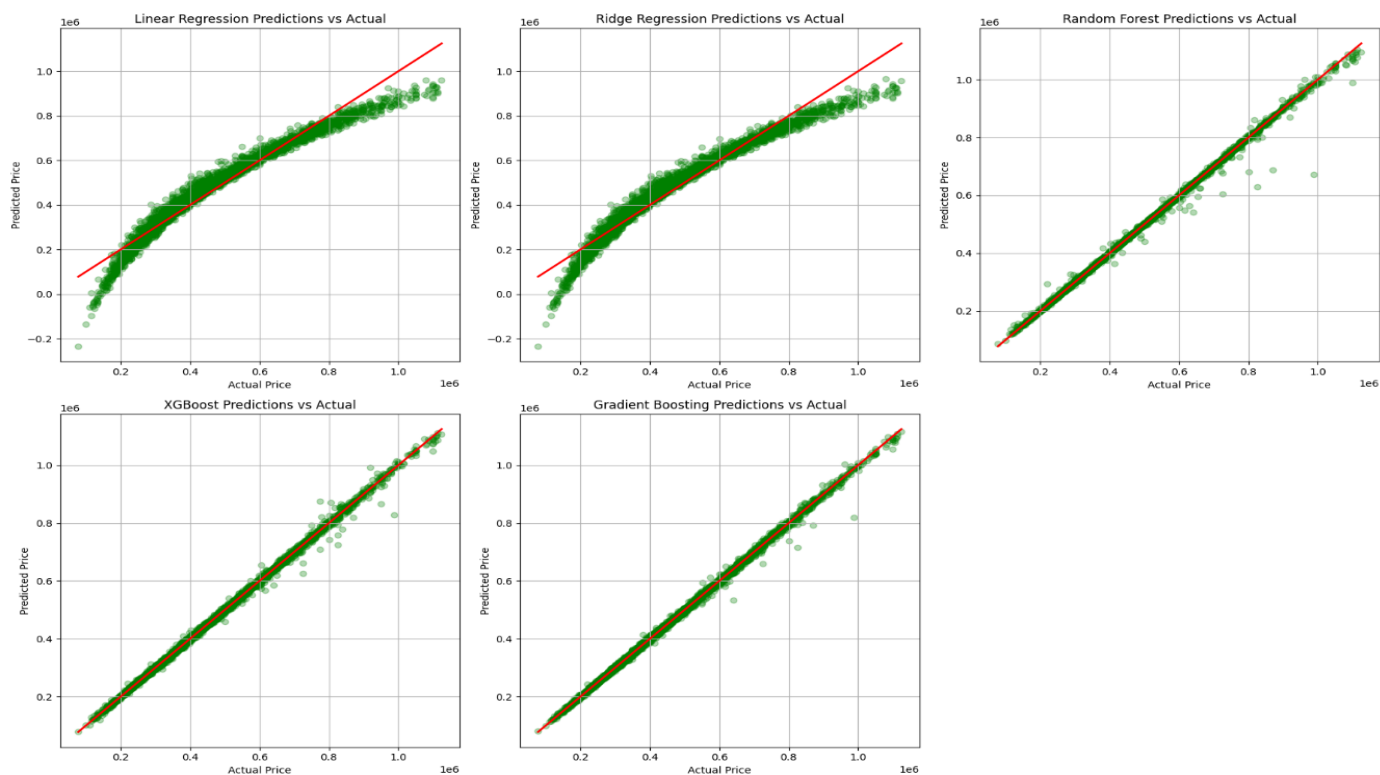 Linear Regression Predictions vs Actual
1e6
1.0
0.8
0.6
0.4
0.2
0.0
−0.2
Predicted Price
0.2 0.4 0.6 0.8 1.0
1e6
Actual Price
Ridge Regression Predictions vs Actual
1e6
1.0
0.8
0.6
0.4
0.2
0.0
−0.2
Predicted Price
0.2 0.4 0.6 0.8 1.0
1e6
Actual Price
Random Forest Predictions vs Actual
1e6
1.0
0.8
0.6
0.4
0.2
Predicted Price
0.2 0.4 0.6 0.8 1.0
1e6
Actual Price
XGBoost Predictions vs Actual
1e6
1.0
0.8
0.6
0.4
0.2
Predicted Price
0.2 0.4 0.6 0.8 1.0
1e6
Actual Price
Gradient Boosting Predictions vs Actual
1e6
1.0
0.8
0.6
0.4
0.2
Predicted Price
0.2 0.4 0.6 0.8 1.0
1e6
Actual Price